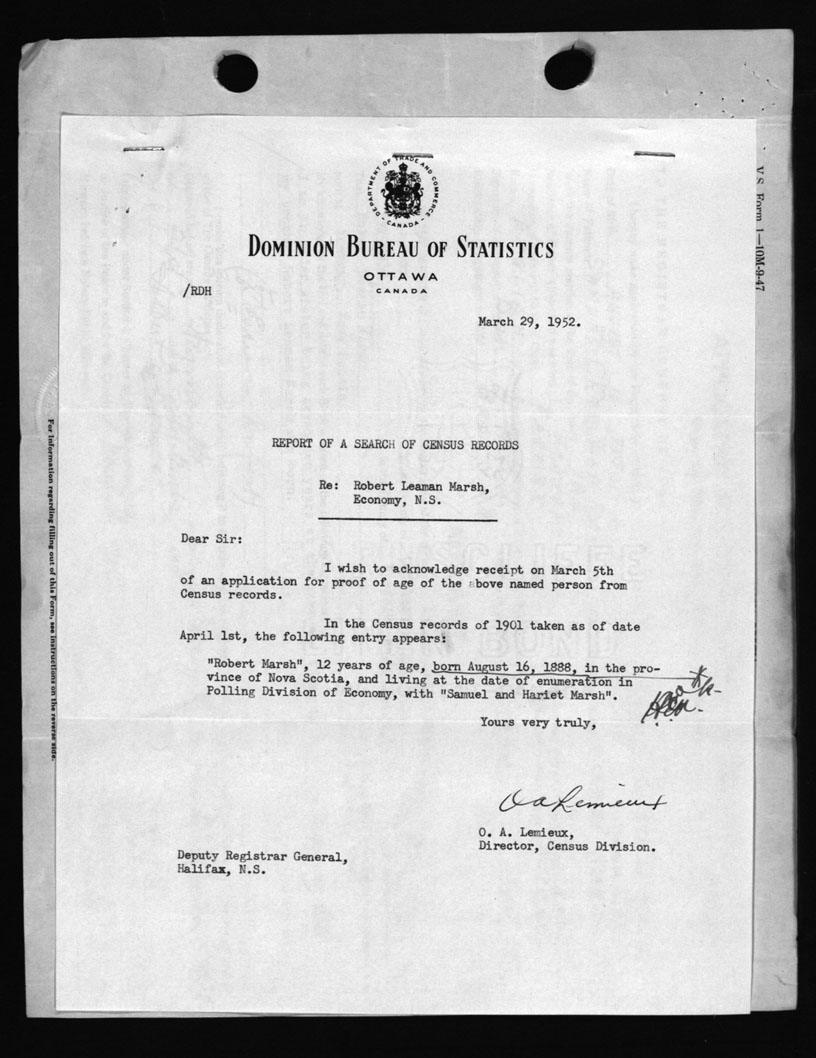 DEPARTMENT OF TRADE AND COMMERCE
- CANADA -
DOMINION BUREAU OF STATISTICS
OTTAWA
CANADA
/RDH
March 29, 1952.
REPORT OF A SEARCH OF CENSUS RECORDS
Re: Robert Leaman Marsh,
Economy, N.S.
Dear Sir:
I wish to acknowledge receipt on March 5th
of an application for proof of age of the above named person from
Census records.
In the Census records of 1901 taken as of date
April 1st, the following entry appears:
"Robert Marsh", 12 years of age, born August 16, 1888, in the pro-
vince of Nova Scotia, and living at the date of enumeration in
Polling Division of Economy, with "Samuel and Hariet Marsh".
Yours very truly,
O A Lemieux
O. A. Lemieux,
Director, Census Division.
Deputy Registrar General,
Halifax, N.S.
V.S. Form 1—10M-9-47
For Information regarding filling out of this Form, see instructions on the reverse side.